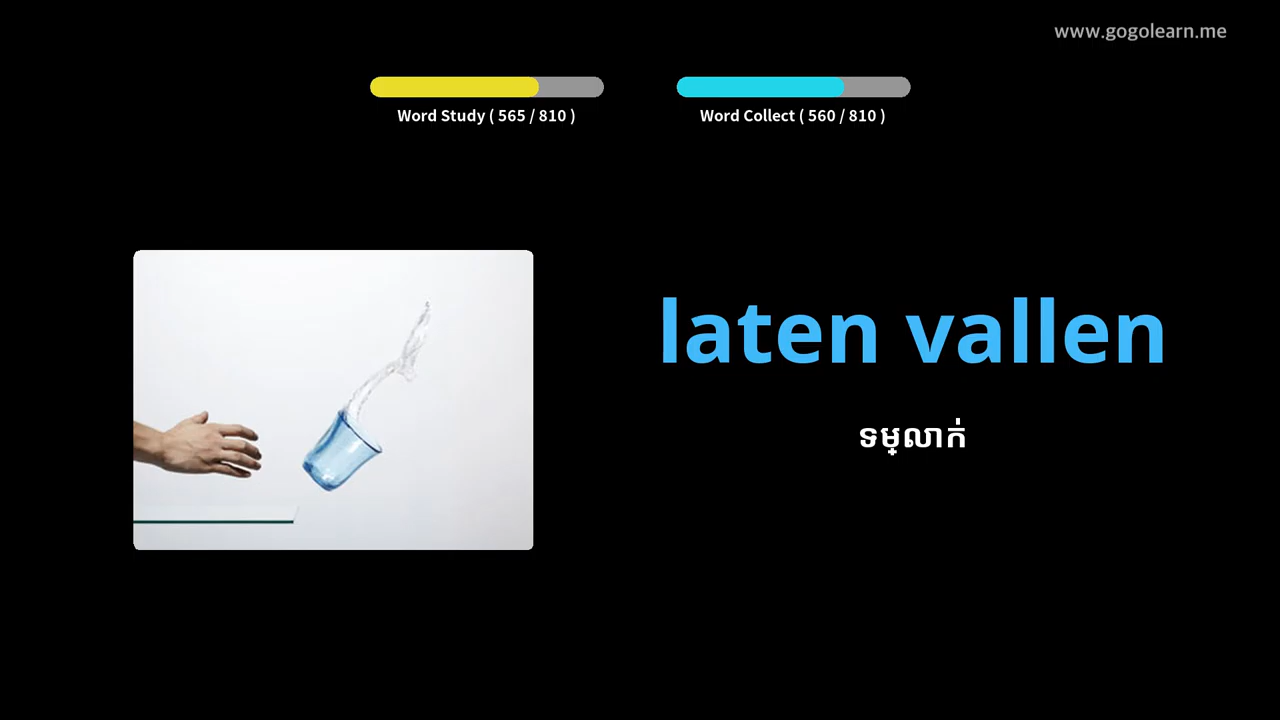 www.gogolearn.me
Word Study ( 565 / 810 )
Word Collect ( 560 / 810 )
laten vallen
ទម្លាក់